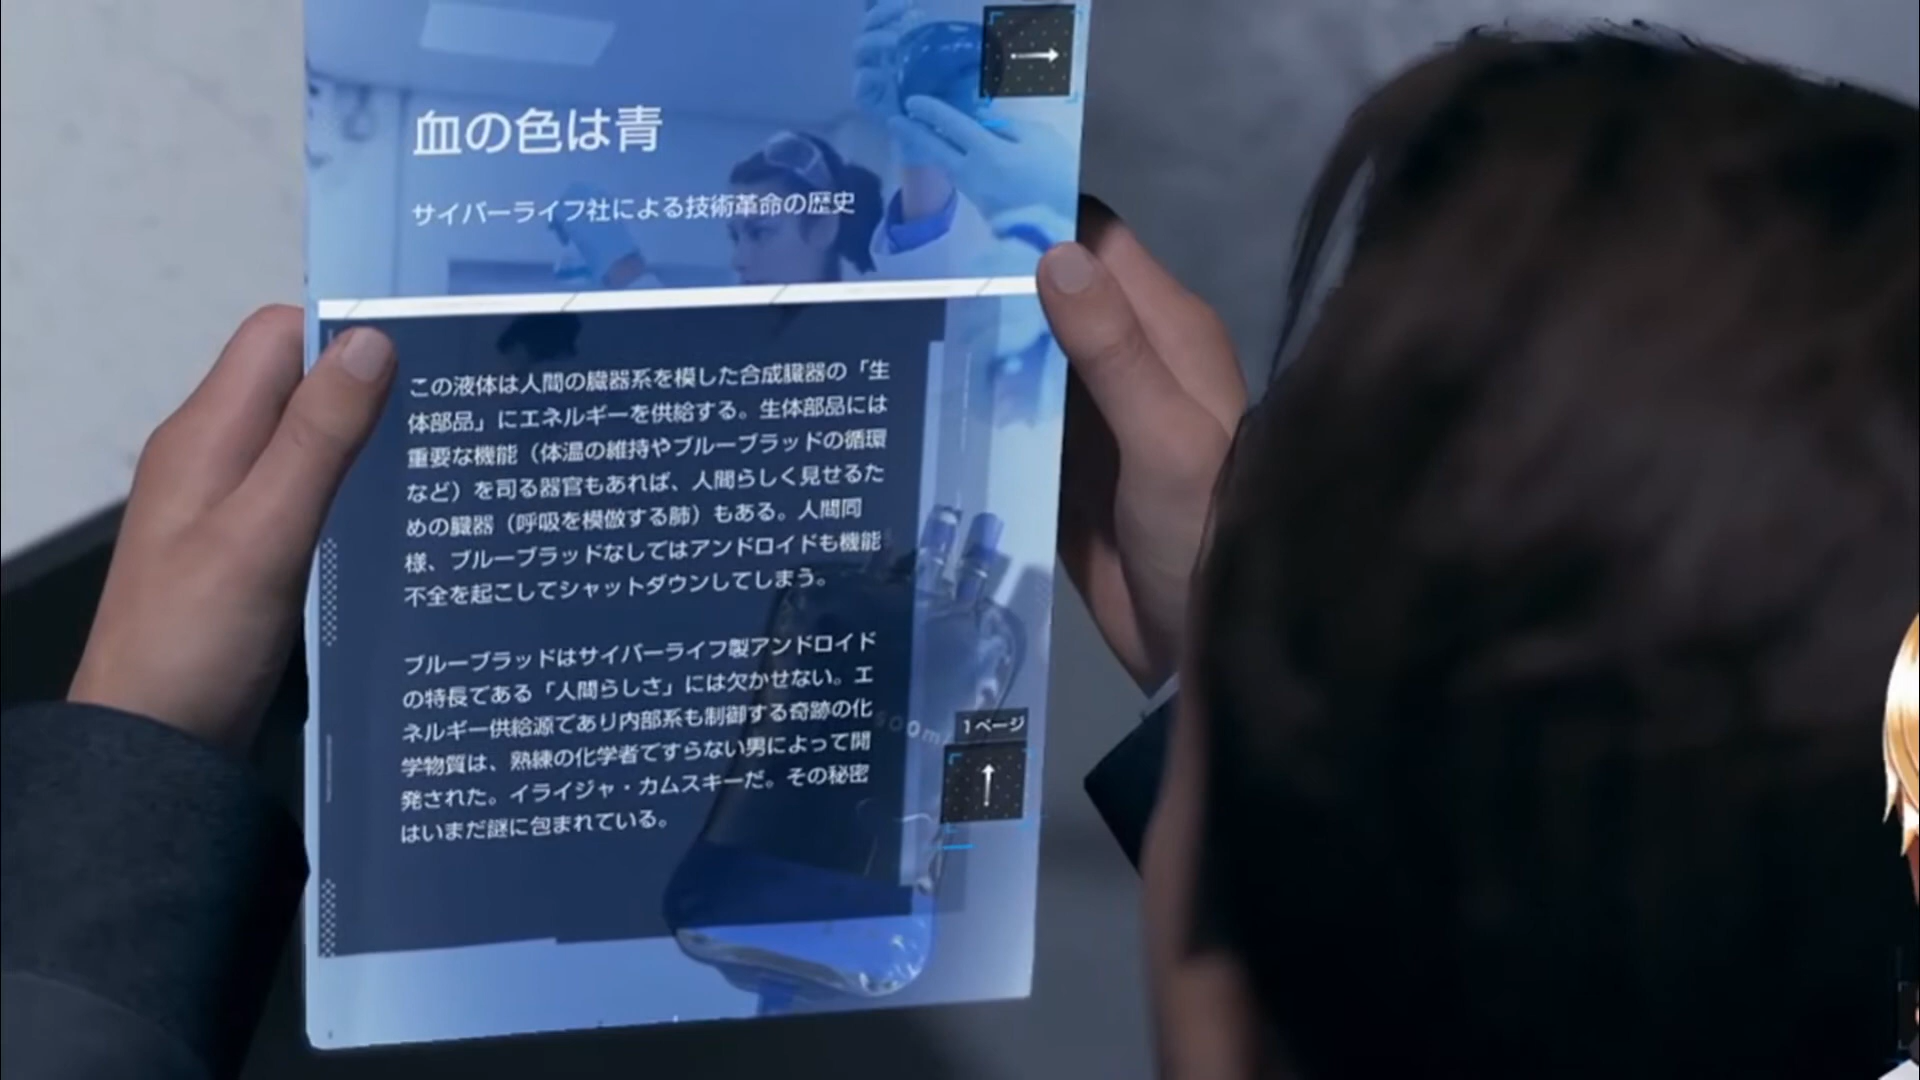 血の色は青
サイバーライフ社による技術革命の歴史
この液体は人間の臓器系を模した合成臓器の「生
体部品」にエネルギーを供給する。生体部品には
重要な機能（体温の維持やブルーブラッドの循環
など）を司る器官もあれば、人間らしく見せるた
めの臓器（呼吸を模倣する肺）もある。人間同
様、ブルーブラッドなしではアンドロイドも機能
不全を起こしてシャットダウンしてしまう。
ブルーブラッドはサイバーライフ製アンドロイド
の特長である「人間らしさ」には欠かせない。エ
ネルギー供給源であり内部系も制御する奇跡の化
学物質は、熟練の化学者ですらない男によって開
発された。イライジャ・カムスキーだ。その秘密
はいまだ謎に包まれている。
1ページ